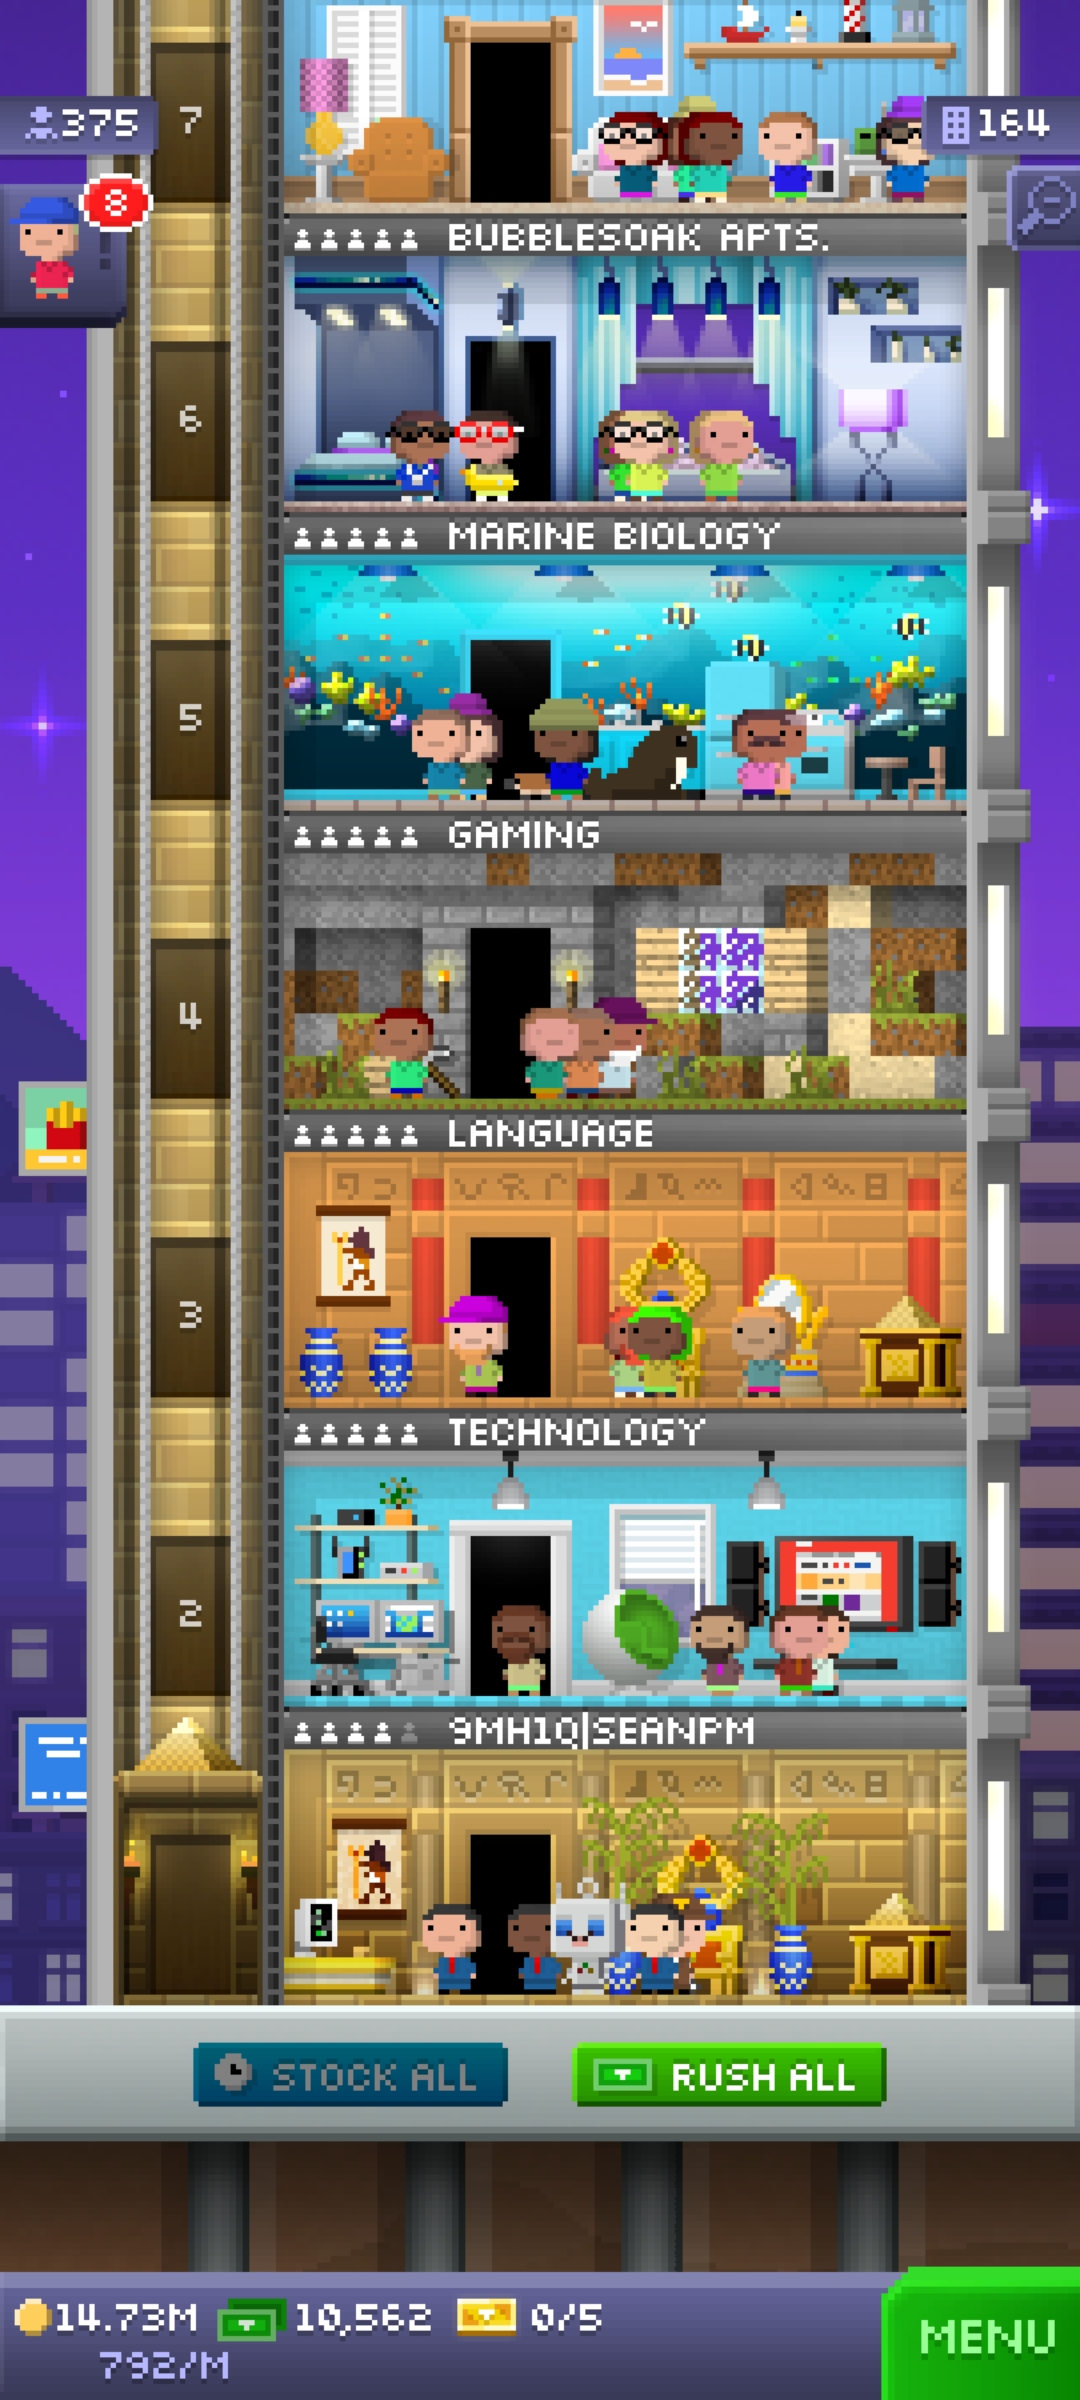 7
375
164
8
BUBBLESOAK APTS.
6
MARINE BIOLOGY
5
GAMING
4
LANGUAGE
3
TECHNOLOGY
2
9MH1Q|SEANPM
STOCK ALL
RUSH ALL
14.73M
10,562
0/5
792/M
MENU